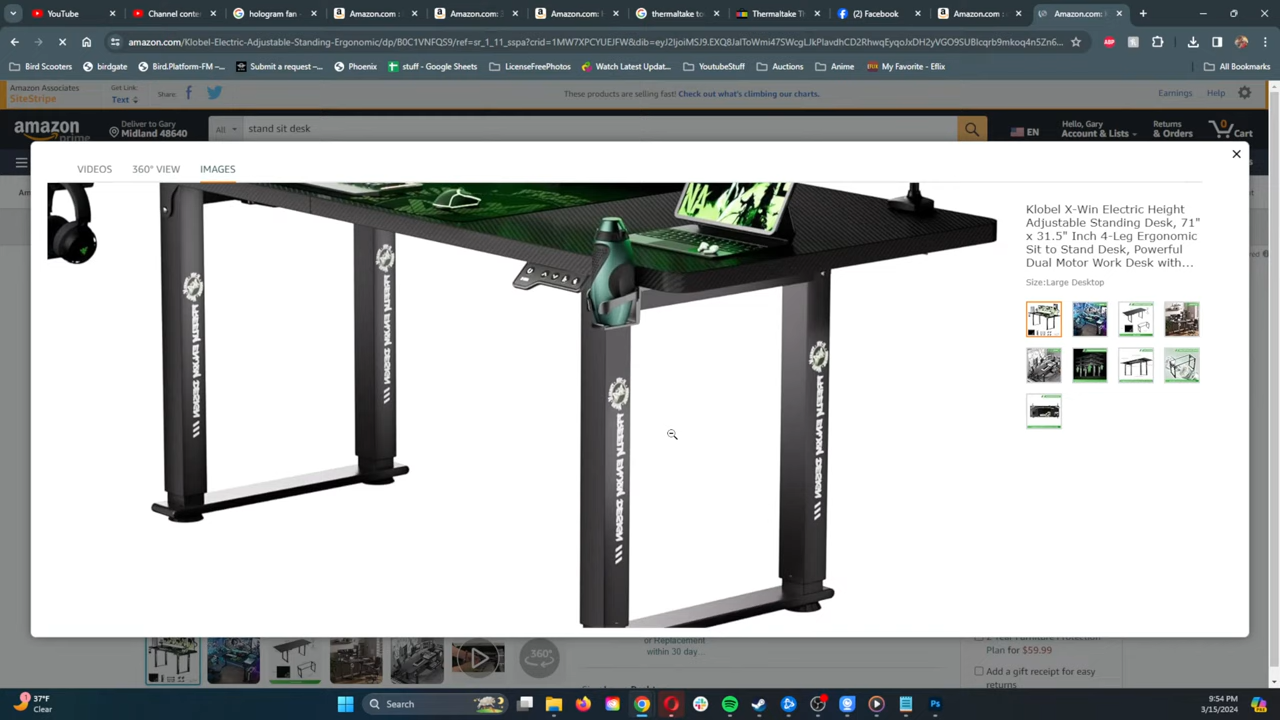 YouTube
Channel content
hologram fan
Amazon.com
Amazon.com: 
Amazon.com: 
thermaltake to
Thermaltake T
Facebook
Amazon.com
Amazon.com: K
amazon.com/Klobel-Electric-Adjustable-Standing-Ergonomic/dp/
Bird Scooters
birdgate
Bird.Platform-FM
Submit a request –...
Phoenix
stuff - Google Sheets
LicenseFreePhotos
Watch Latest Updat...
YoutubeStuff
Auctions
Anime
My Favorite - Eflix
All Bookmarks
Amazon Associates
SiteStripe
Get Link:
Text
Share:
These products are selling fast! Check out what's climbing our charts.
Earnings
Help
amazon
prime
Deliver to Gary
Midland 48640
All
stand sit desk
EN
Hello, Gary
Account & Lists
Returns
& Orders
0
Cart
VIDEOS
360° VIEW
IMAGES
Klobel X-Win Electric Height
Adjustable Standing Desk, 71"
x 31.5" Inch 4-Leg Ergonomic
Sit to Stand Desk, Powerful
Dual Motor Work Desk with...
Size:Large Desktop
360°
or Replacement
within 30 day...
2-Year Furniture Protection
Plan for $59.99
Add a gift receipt for easy
returns
37°F
Clear
Search
9:54 PM
3/15/2024